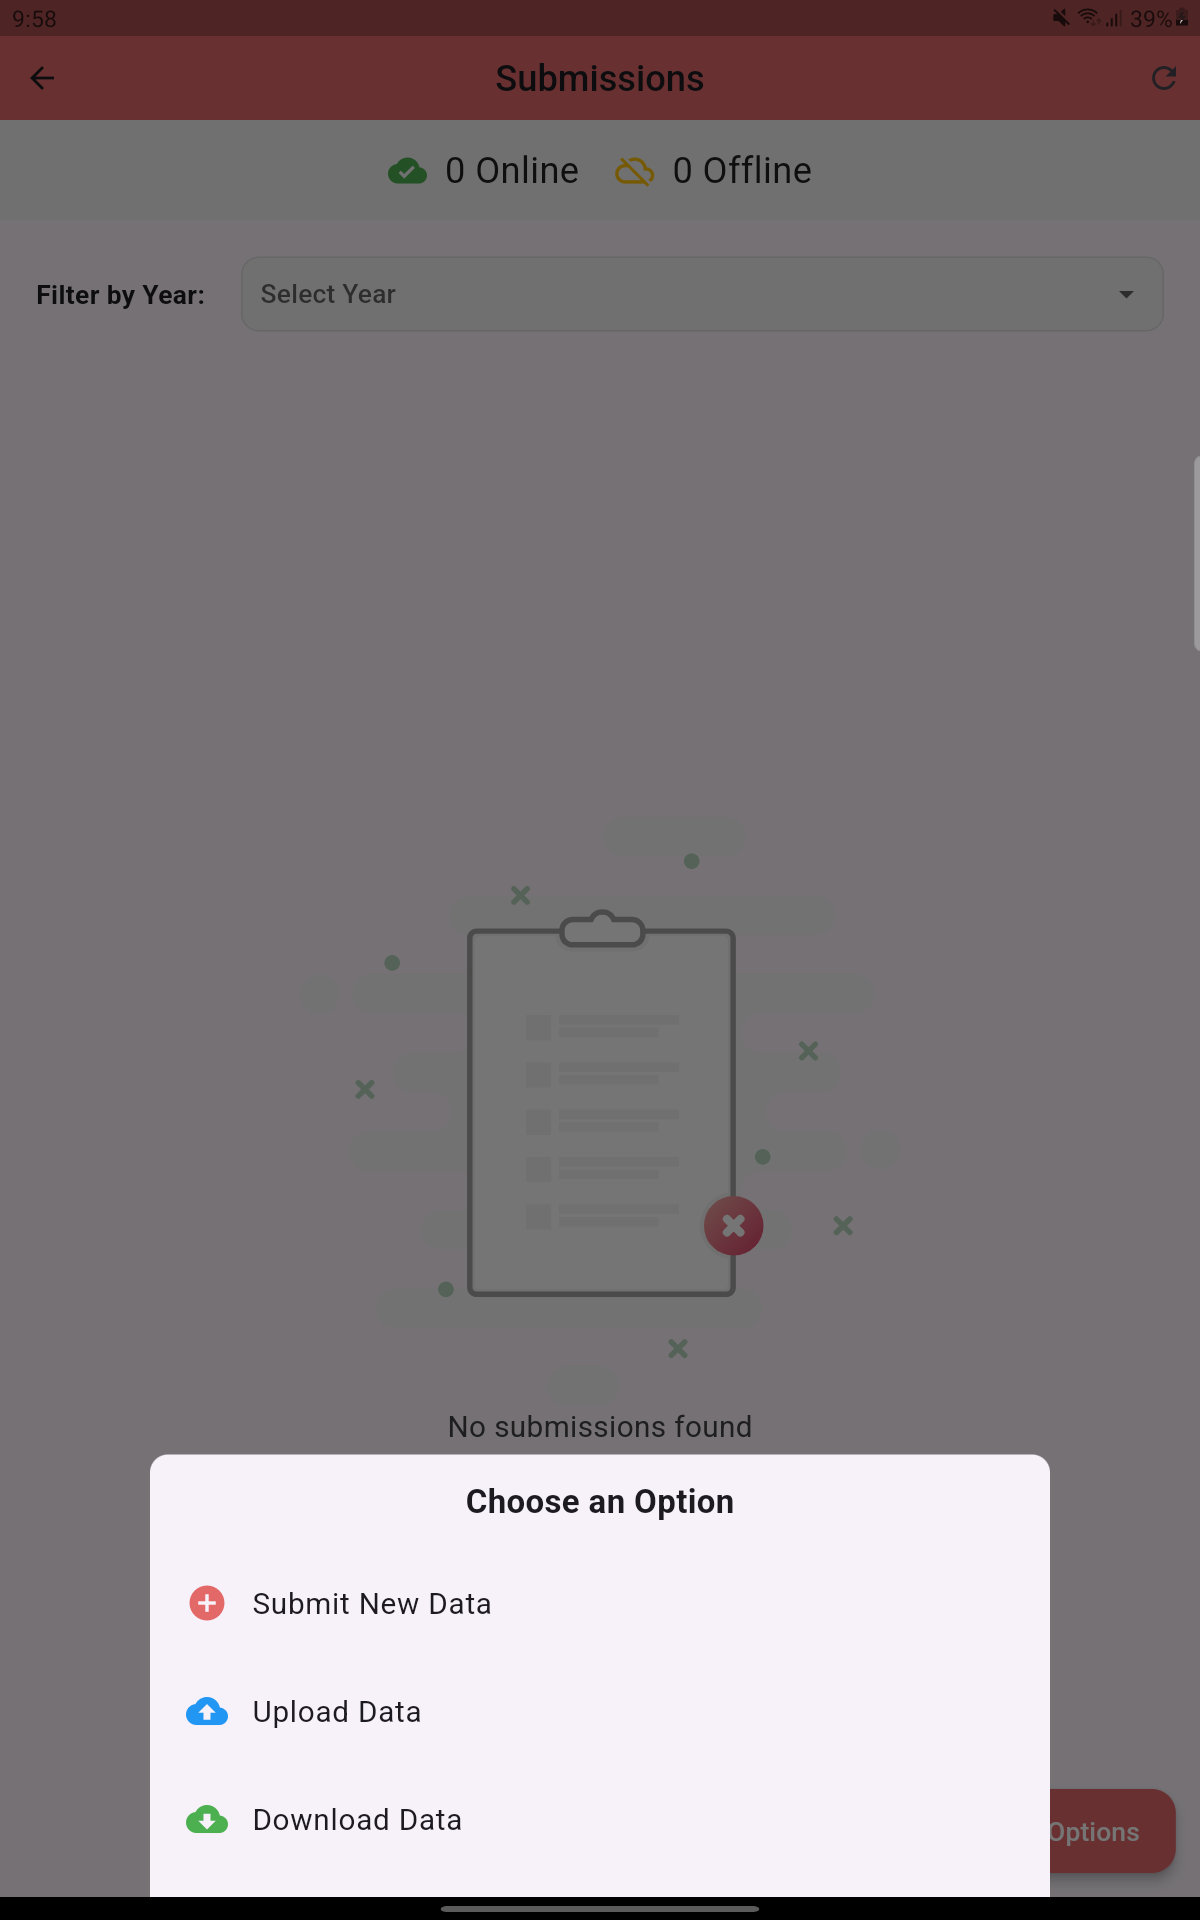 9:58
39%
Submissions
0 Online
0 Offline
Filter by Year:
Select Year
No submissions found
Choose an Option
Submit New Data
Upload Data
Download Data
Options